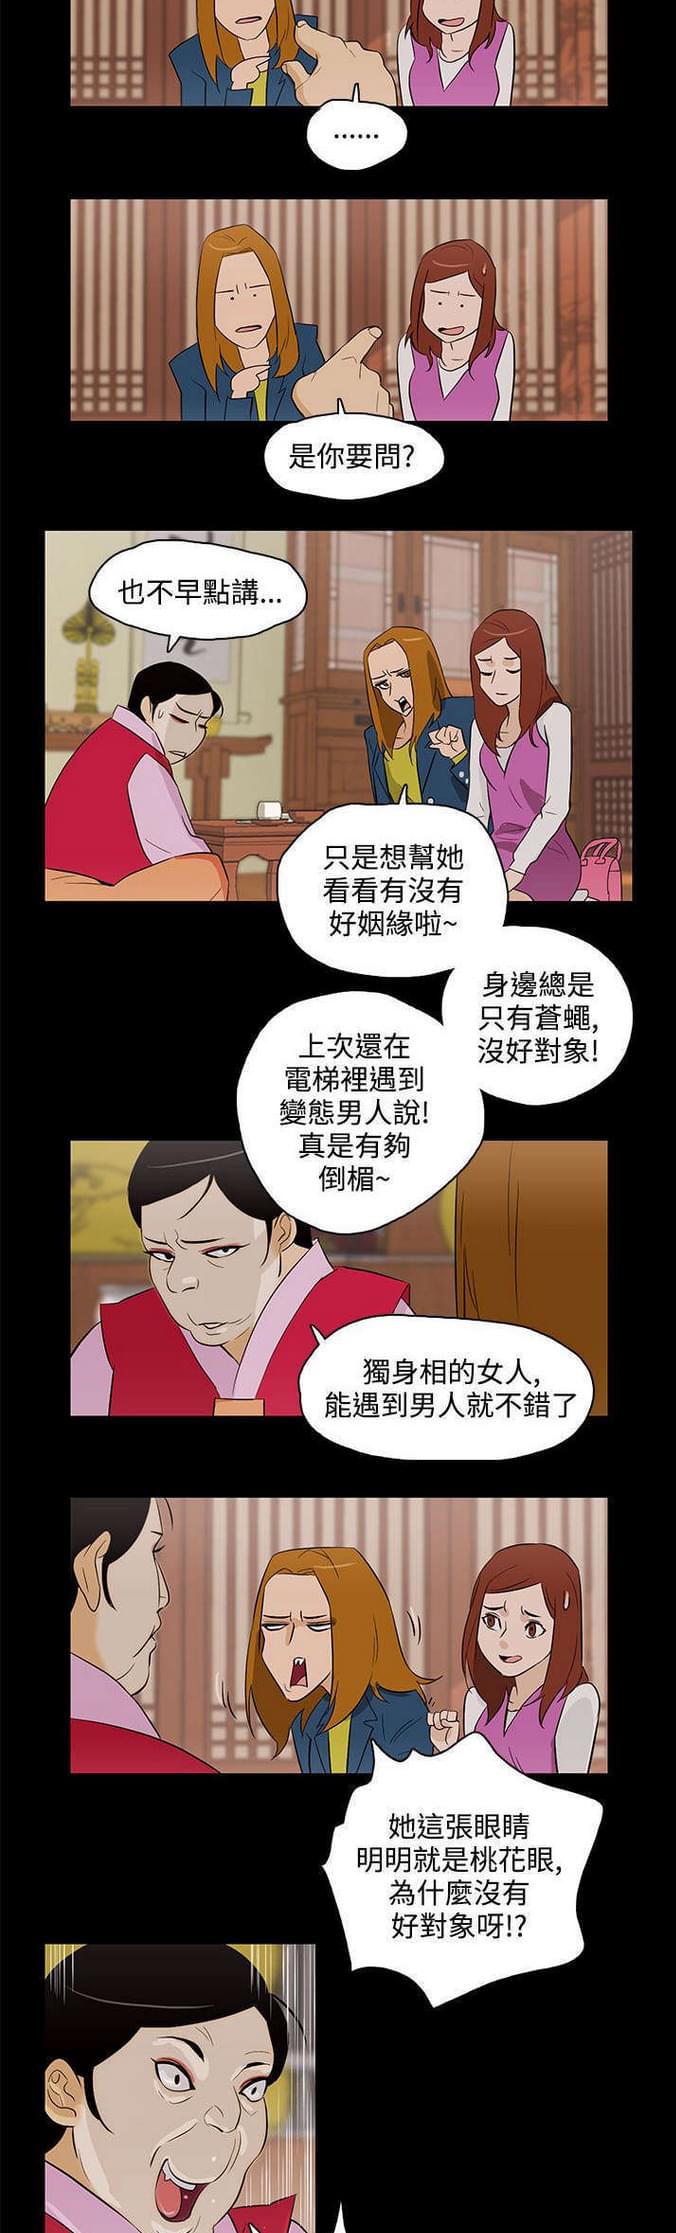 ......
是你要問?
也不早點講...
只是想幫她
看看有沒有
好姻緣啦~
身邊總是
只有蒼蠅,
沒好對象!
上次還在
電梯裡遇到
變態男人說!
真是有夠
倒楣~
獨身相的女人,
能遇到男人就不錯了
她這張眼睛
明明就是桃花眼,
為什麼沒有
好對象呀!?